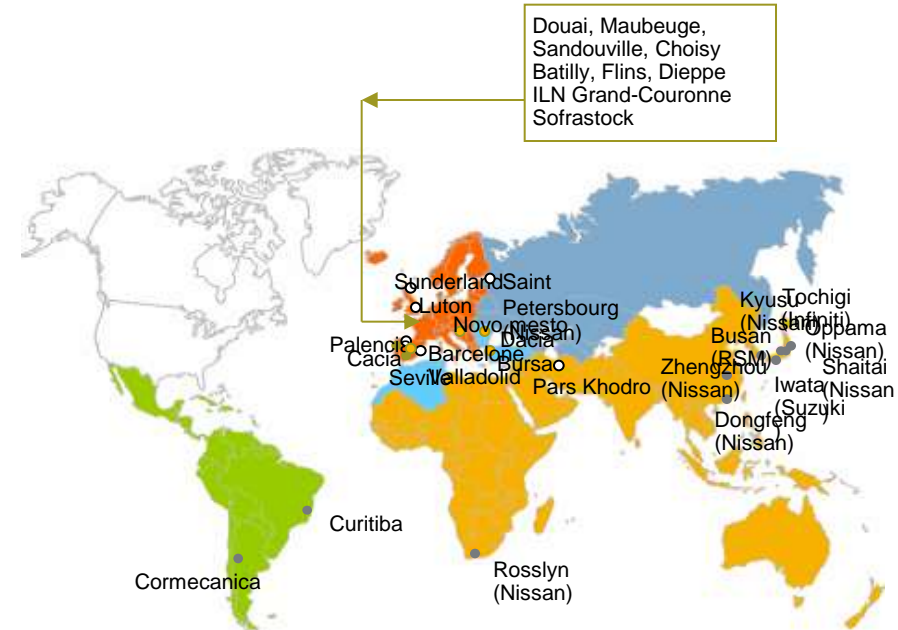 Douai, Maubeuge,
Sandouville, Choisy
Batilly, Flins, Dieppe
ILN Grand-Couronne
Sofrastock
Sunderland
Saint
Petersbourg
(Nissan)
Luton
Novo mesto
Dacia
Palencia
Cacia
Barcelone
Bursa
Seville
Valladolid
Pars Khodro
Kyusu
(Nissan)
Tochigi
(Infiniti)
Busan
(RSM)
Oppama
(Nissan)
Zhengzhou
(Nissan)
Shaitai
(Nissan
Iwata
(Suzuki
)
Dongfeng
(Nissan)
Curitiba
Cormecanica
Rosslyn
(Nissan)